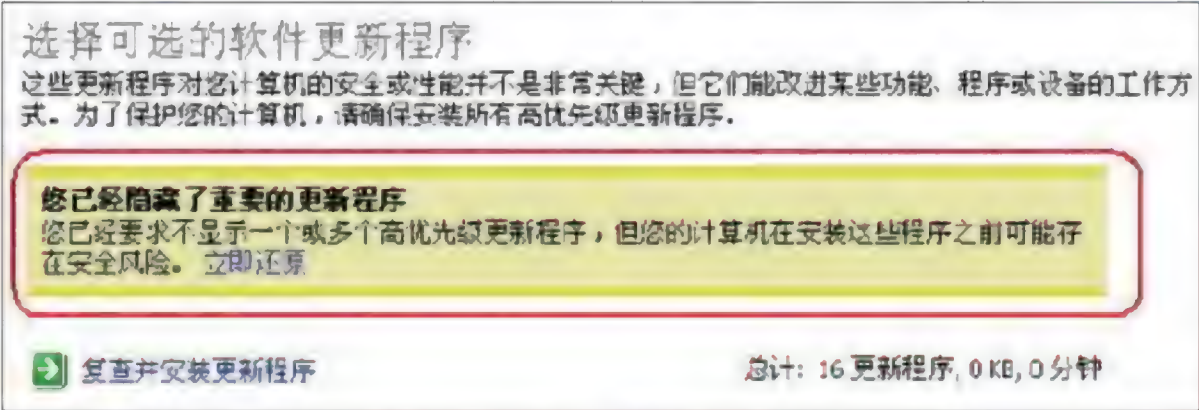 选择可选的软件更新程序
这些更新程序对您计算机的安全或性能并不是非常关键，但它们能改进某些功能、程序或设备的工作方
式。为了保护您的计算机，请确保安装所有高优先级更新程序。
您已经隐藏了重要的更新程序
您已经要求不显示一个或多个高优先级更新程序，但您的计算机在安装这些程序之前可能存
在安全风险。 立即还原
复查并安装更新程序
总计: 16 更新程序, 0 KB, 0 分钟